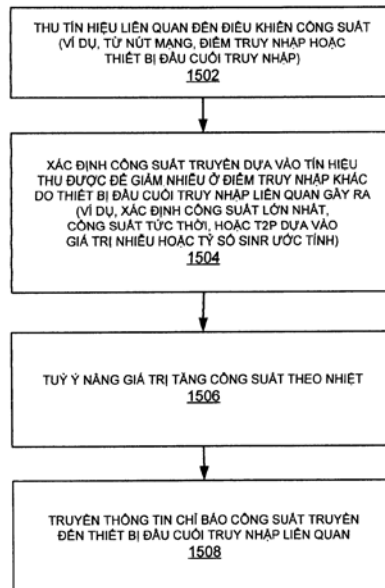 THU TÍN HIỆU LIÊN QUAN ĐẾN ĐIỀU KHIỂN CÔNG SUẤT
(VÍ DỤ, TỪ NÚT MẠNG, ĐIỂM TRUY NHẬP HOẶC
THIẾT BỊ ĐẦU CUỐI TRUY NHẬP)
1502
XÁC ĐỊNH CÔNG SUẤT TRUYỀN DỰA VÀO TÍN HIỆU
THU ĐƯỢC ĐỂ GIẢM NHIỄU Ở ĐIỂM TRUY NHẬP KHÁC
DO THIẾT BỊ ĐẦU CUỐI TRUY NHẬP LIÊN QUAN GÂY RA
(VÍ DỤ, XÁC ĐỊNH CÔNG SUẤT LỚN NHẤT,
CÔNG SUẤT TỨC THỜI, HOẶC T2P DỰA VÀO
GIÁ TRỊ NHIỄU HOẶC TỶ SỐ SINR ƯỚC TÍNH)
1504
TUỲ Ý NÂNG GIÁ TRỊ TĂNG CÔNG SUẤT THEO NHIỆT
1506
TRUYỀN THÔNG TIN CHỈ BÁO CÔNG SUẤT TRUYỀN
ĐẾN THIẾT BỊ ĐẦU CUỐI TRUY NHẬP LIÊN QUAN
1508